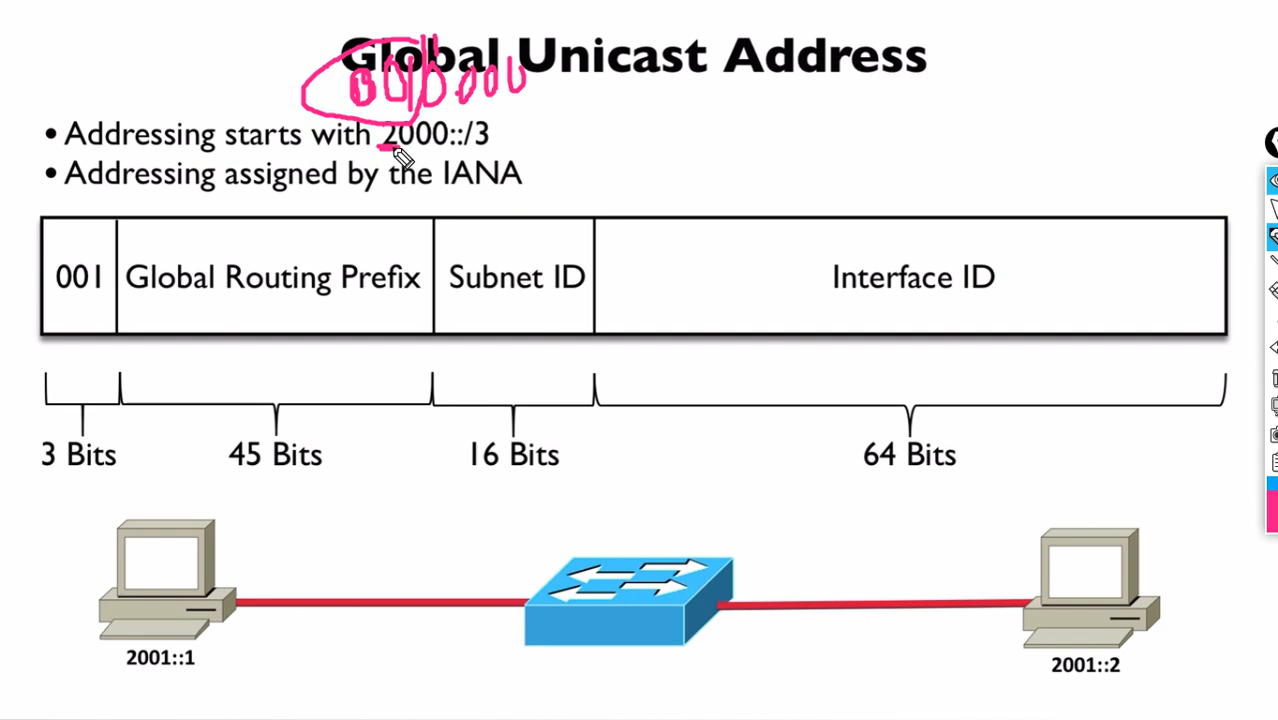 Global Unicast Address
• Addressing starts with 2000::/3
• Addressing assigned by the IANA
001 Global Routing Prefix Subnet ID Interface ID
3 Bits 45 Bits 16 Bits 64 Bits
2001::1
2001::2